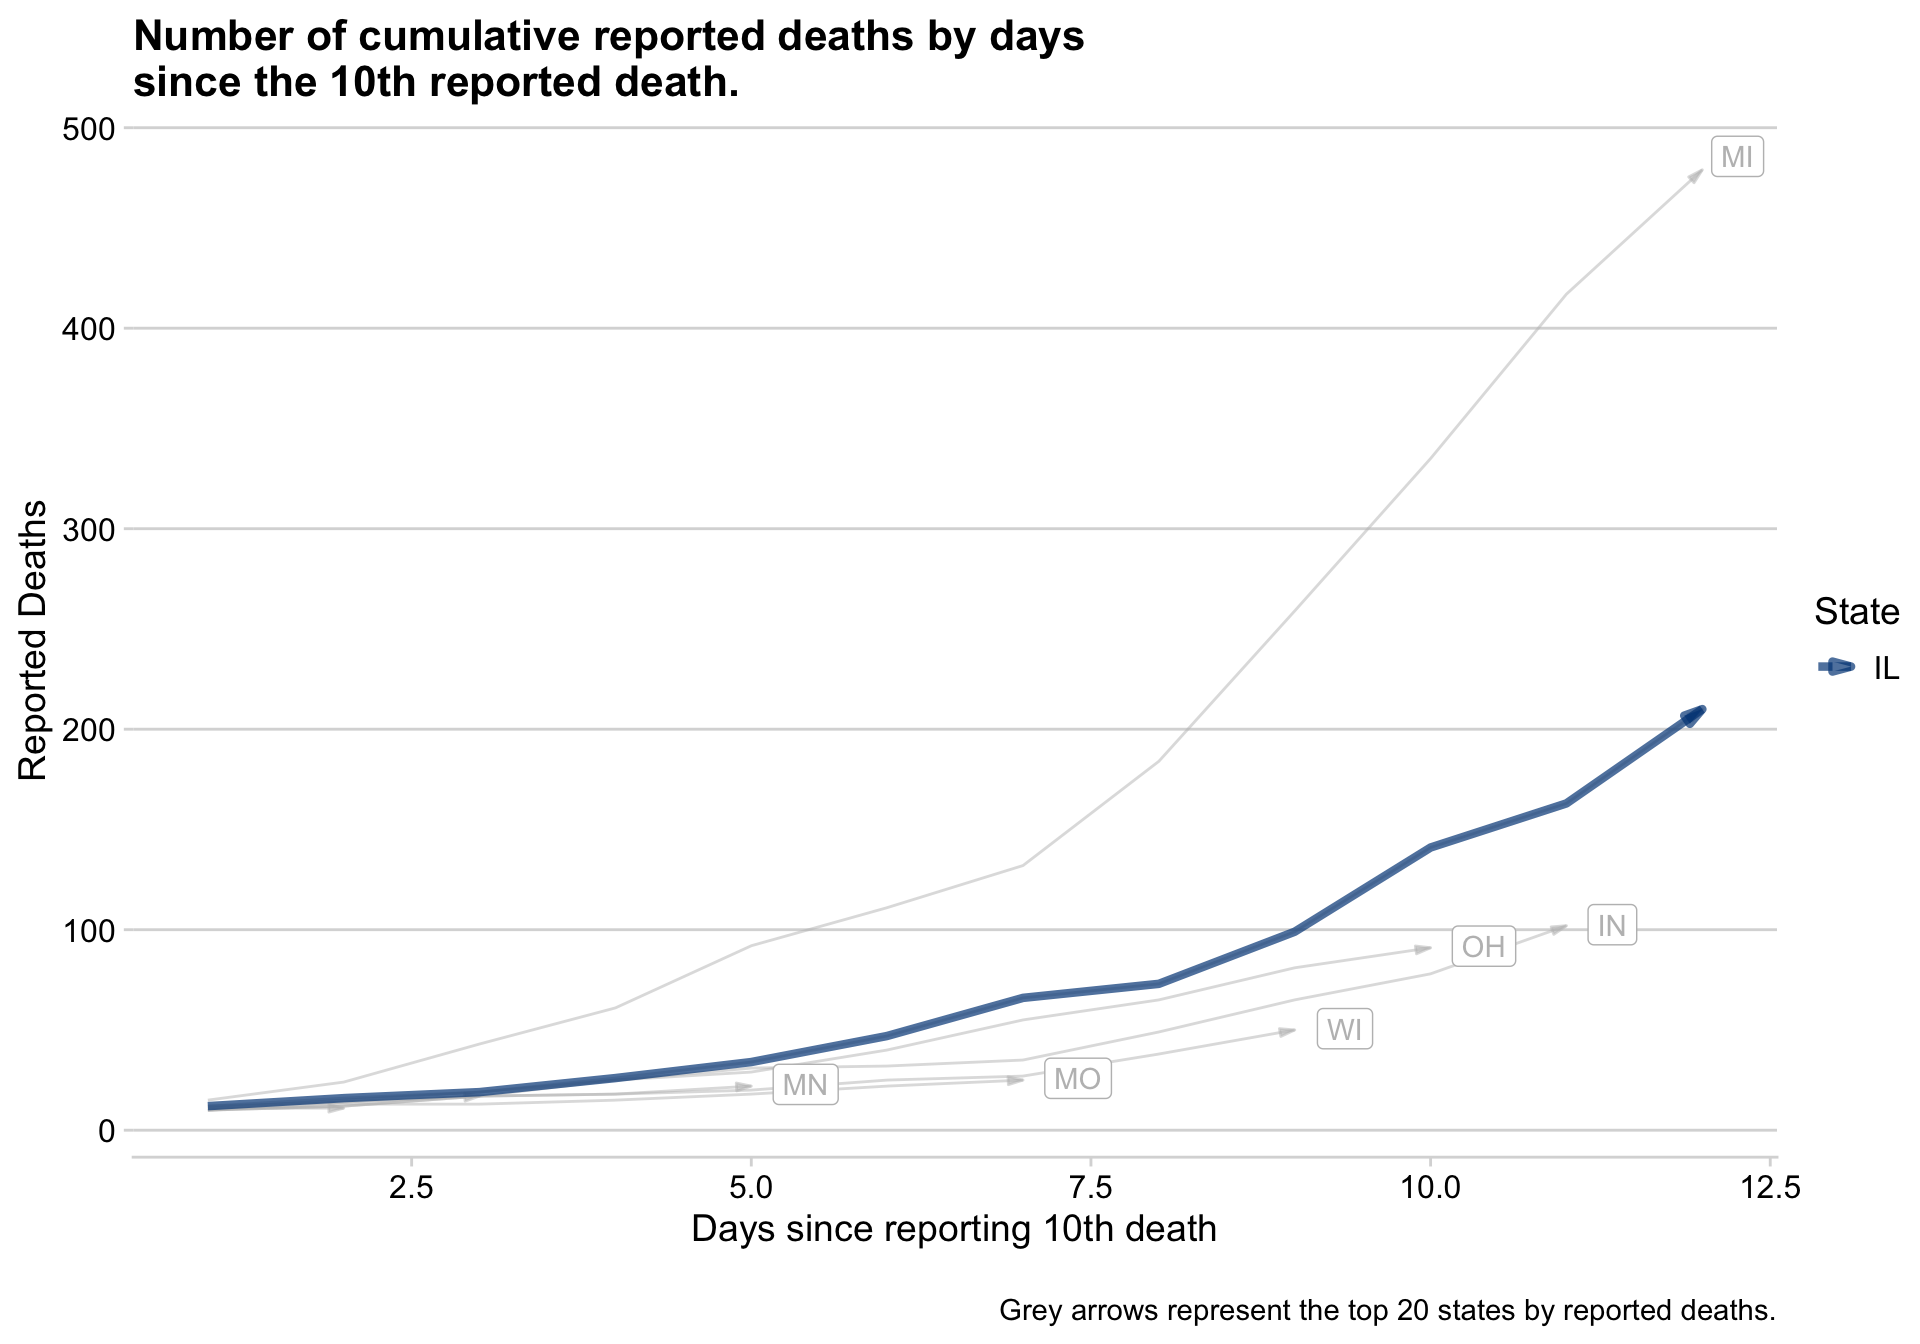 Number of cumulative reported deaths by days
since the 10th reported death.
500
400
300
200
100
0
Reported Deaths
MI
IN
OH
WI
MO
MN
State
IL
2.5
5.0
7.5
10.0
12.5
Days since reporting 10th death
Grey arrows represent the top 20 states by reported deaths.